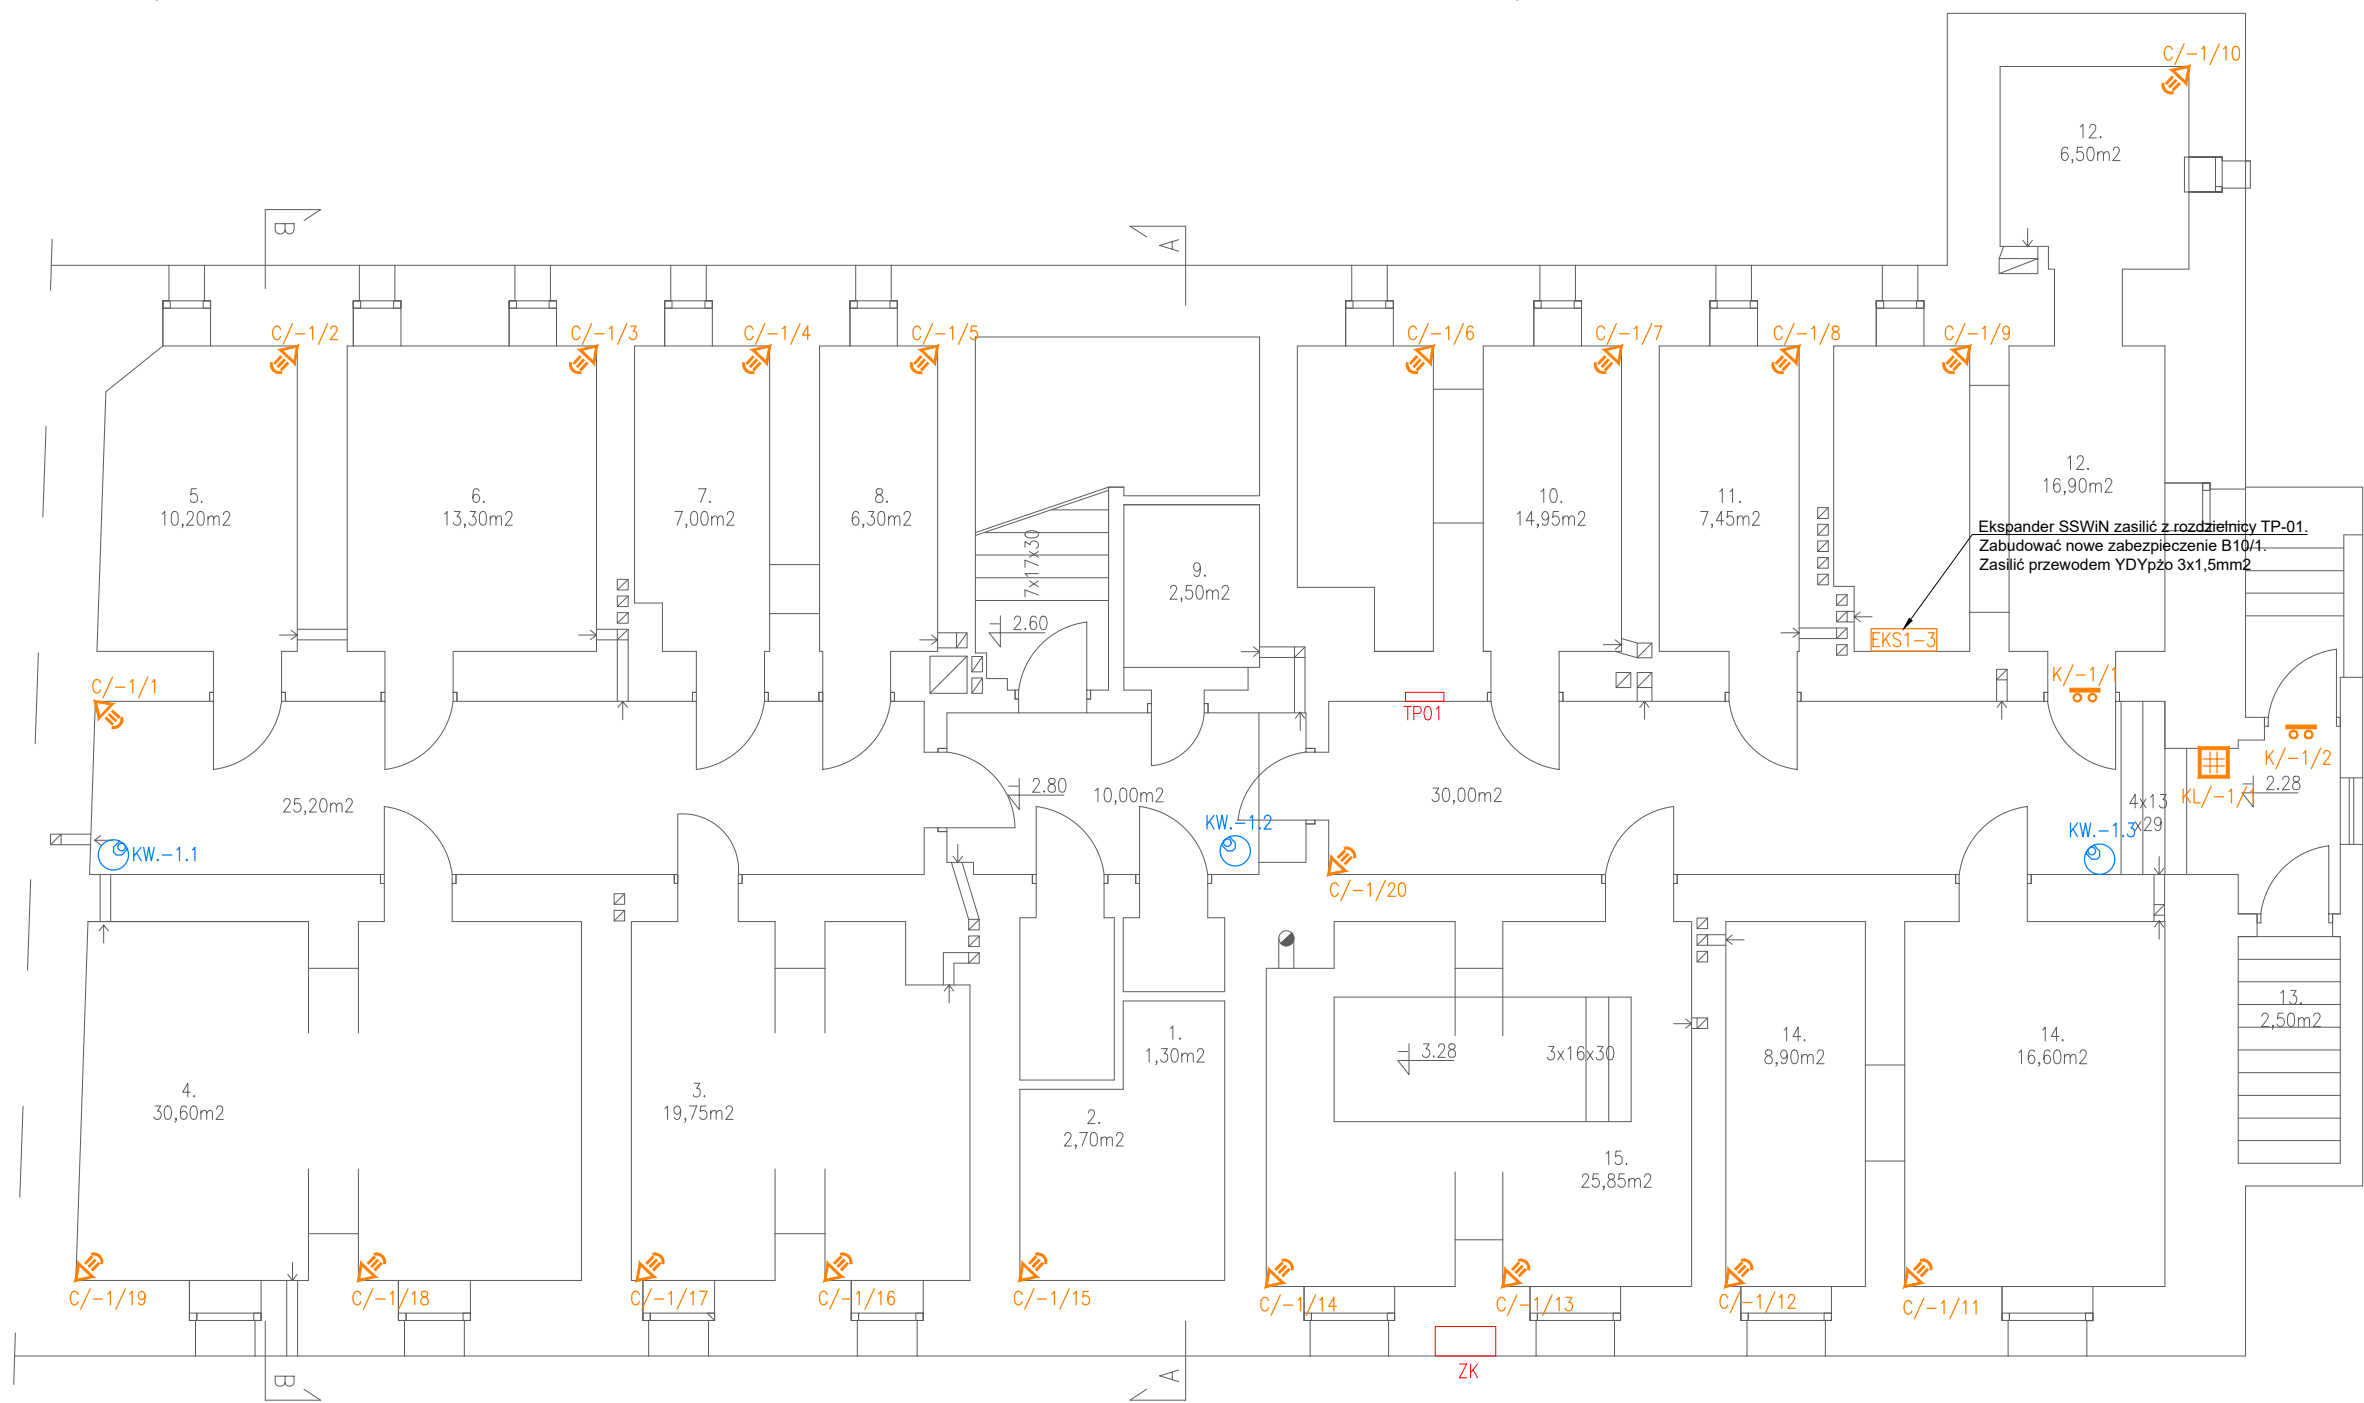 C/-1/10
12.
6,50m2
B
A
C/-1/2
C/-1/3
C/-1/4
C/-1/5
C/-1/6
C/-1/7
C/-1/8
C/-1/9
5.
10,20m2
6.
13,30m2
7.
7,00m2
8.
6,30m2
7x17x30
9.
2,50m2
2.60
10.
14,95m2
11.
7,45m2
12.
16,90m2
Ekspander SSWiN zasilić z rozdzielnicy TP-01.
Zabudować nowe zabezpieczenie B10/1.
Zasilić przewodem YDYpżo 3x1,5mm2
EKS1-3
C/-1/1
TP01
K/-1/1
K/-1/2
KL/-1/1
2.28
25,20m2
2.80
10,00m2
30,00m2
4x13
x29
KW.-1.1
KW.-1.2
KW.-1.3
C/-1/20
4.
30,60m2
3.
19,75m2
1.
1,30m2
2.
2,70m2
3.28
3x16x30
15.
25,85m2
14.
8,90m2
14.
16,60m2
13.
2,50m2
C/-1/19
C/-1/18
C/-1/17
C/-1/16
C/-1/15
C/-1/14
C/-1/13
C/-1/12
C/-1/11
B
A
ZK